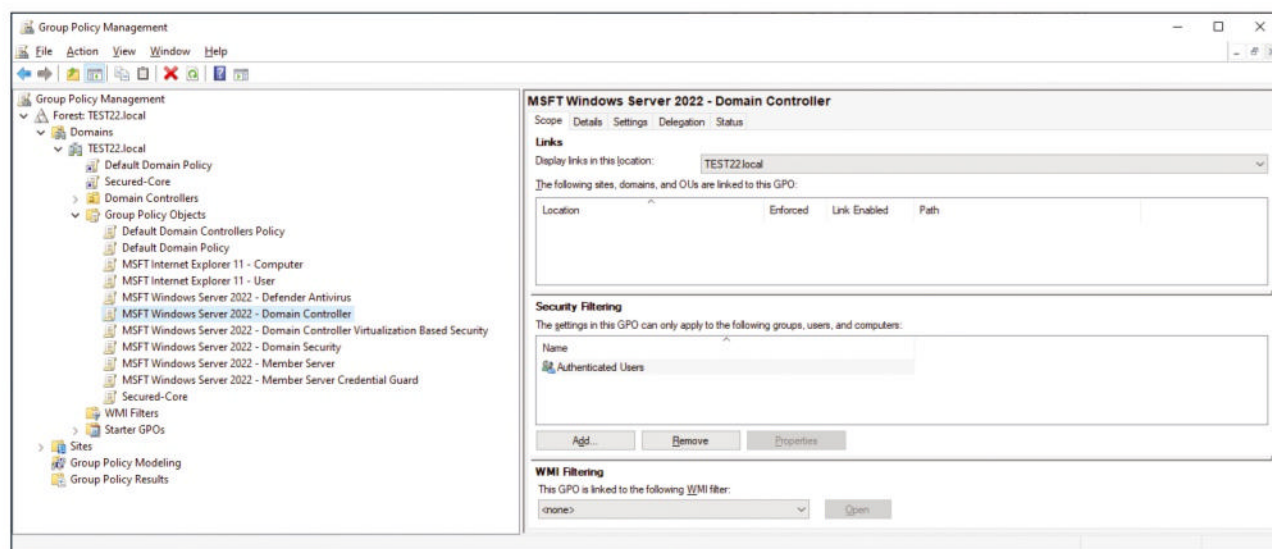 Group Policy Management
File Action View Window Help
Group Policy Management
Forest: TEST22.local
Domains
TEST22.local
Default Domain Policy
Secured-Core
Domain Controllers
Group Policy Objects
Default Domain Controllers Policy
Default Domain Policy
MSFT Internet Explorer 11 - Computer
MSFT Internet Explorer 11 - User
MSFT Windows Server 2022 - Defender Antivirus
MSFT Windows Server 2022 - Domain Controller
MSFT Windows Server 2022 - Domain Controller Virtualization Based Security
MSFT Windows Server 2022 - Domain Security
MSFT Windows Server 2022 - Member Server
MSFT Windows Server 2022 - Member Server Credential Guard
Secured-Core
WMI Filters
Starter GPOs
Sites
Group Policy Modeling
Group Policy Results
MSFT Windows Server 2022 - Domain Controller
Scope Details Settings Delegation Status
Links
Display links in this location: TEST22.local
The following sites, domains, and OUs are linked to this GPO:
Location Enforced Link Enabled Path
Security Filtering
The settings in this GPO can only apply to the following groups, users, and computers:
Name
Authenticated Users
Add... Remove Properties
WMI Filtering
This GPO is linked to the following WMI filter:
<none> Open